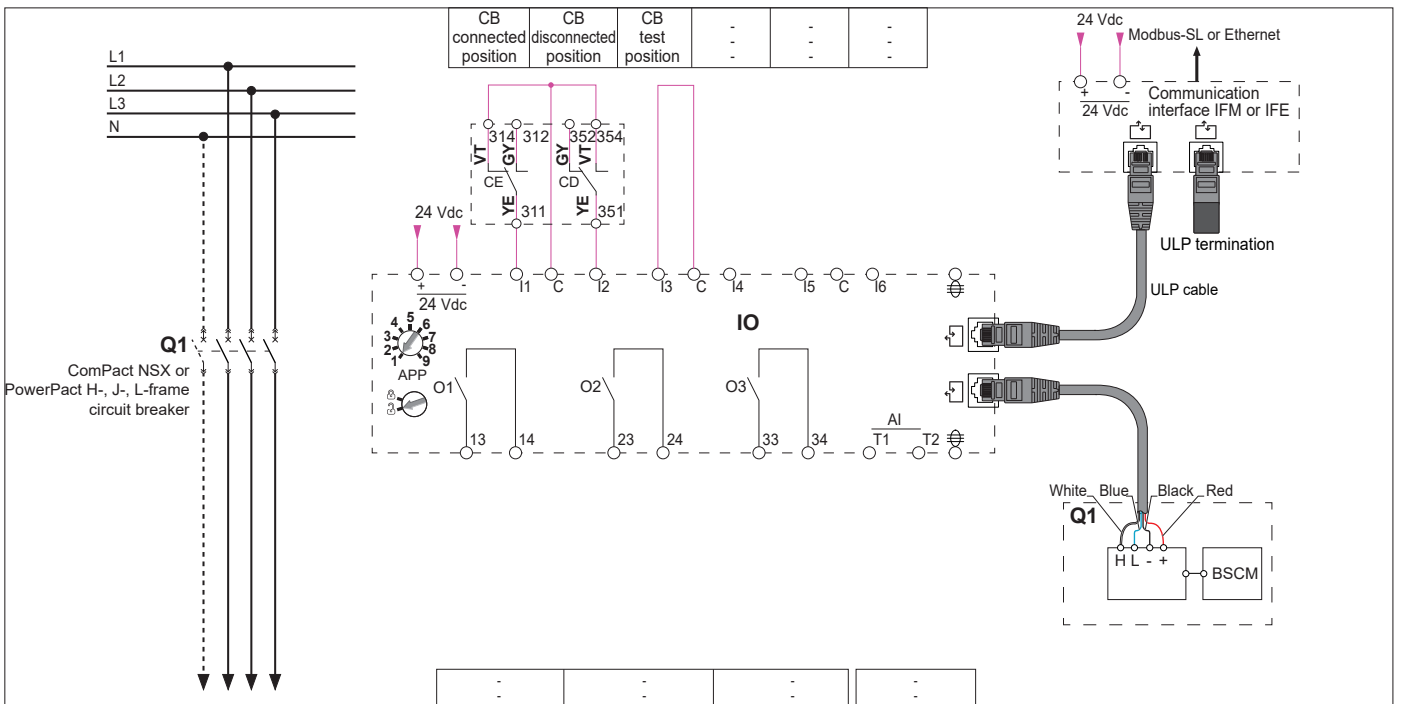 CB CB CB - - -
connected disconnected test - - -
position position position - - -
24 Vdc
Modbus-SL or Ethernet
+ -
24 Vdc
Communication
interface IFM or IFE
L1
L2
L3
N
314 312 352 354
VT GY GY VT
CE CD
YE 311 YE 351
24 Vdc
ULP termination
ULP cable
+ -
24 Vdc
I1 C I2 I3 C I4 I5 C I6
IO
1 2 3 4 5 6 7 8 9
APP
Q1
ComPact NSX or
PowerPact H-, J-, L-frame
circuit breaker
O1 O2 O3
AI
13 14 23 24 33 34 T1 T2
White Blue Black Red
Q1
H L - +
BSCM
- - - -
- - - -